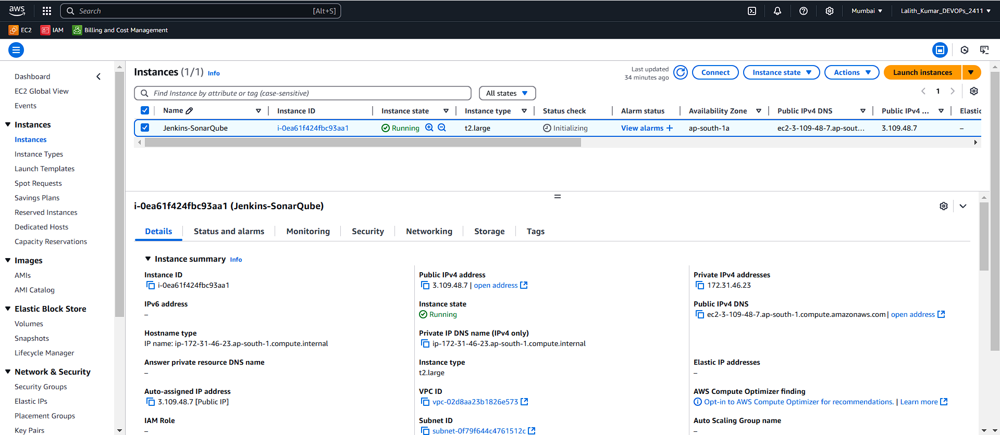 aws
Search [Alt+S]
Mumbai
Lalith_Kumar_DEVOPs_2411
EC2
IAM
Billing and Cost Management
Dashboard
EC2 Global View
Events
Instances
Instances
Instance Types
Launch Templates
Spot Requests
Savings Plans
Reserved Instances
Dedicated Hosts
Capacity Reservations
Images
AMIs
AMI Catalog
Elastic Block Store
Volumes
Snapshots
Lifecycle Manager
Network & Security
Security Groups
Elastic IPs
Placement Groups
Key Pairs
Instances (1/1) Info
Last updated
34 minutes ago
Connect
Instance state
Actions
Launch instances
Find Instance by attribute or tag (case-sensitive)
All states
1
Name Instance ID Instance state Instance type Status check Alarm status Availability Zone Public IPv4 DNS Public IPv4 ... Elastic
Jenkins-SonarQube i-0ea61f424fbc93aa1 Running t2.large Initializing View alarms + ap-south-1a ec2-3-109-48-7.ap-sout... 3.109.48.7 –
i-0ea61f424fbc93aa1 (Jenkins-SonarQube)
Details Status and alarms Monitoring Security Networking Storage Tags
Instance summary Info
Instance ID
i-0ea61f424fbc93aa1
Public IPv4 address
3.109.48.7 | open address
Private IPv4 addresses
172.31.46.23
IPv6 address
–
Instance state
Running
Public IPv4 DNS
ec2-3-109-48-7.ap-south-1.compute.amazonaws.com | open address
Hostname type
IP name: ip-172-31-46-23.ap-south-1.compute.internal
Private IP DNS name (IPv4 only)
ip-172-31-46-23.ap-south-1.compute.internal
Answer private resource DNS name
–
Instance type
t2.large
Elastic IP addresses
–
Auto-assigned IP address
3.109.48.7 [Public IP]
VPC ID
vpc-02d8aa23b1826e573
AWS Compute Optimizer finding
Opt-in to AWS Compute Optimizer for recommendations. | Learn more
IAM Role
–
Subnet ID
subnet-0f79f644c4761512c
Auto Scaling Group name
–